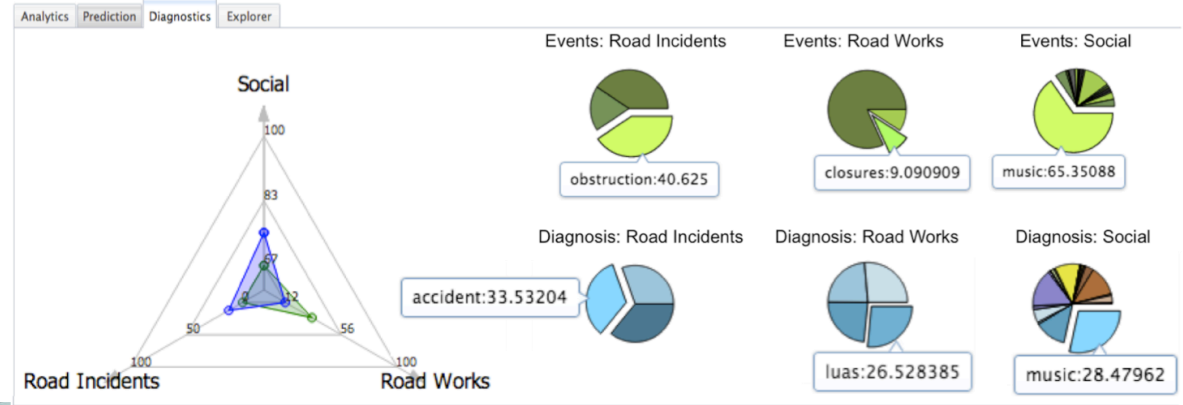 Analytics Prediction Diagnostics Explorer
Events: Road Incidents
Events: Road Works
Events: Social
obstruction:40.625
closures:9.090909
music:65.35088
Social
100
83
67
12
56
50
100
100
Road Incidents
Road Works
Diagnosis: Road Incidents
Diagnosis: Road Works
Diagnosis: Social
accident:33.53204
luas:26.528385
music:28.47962